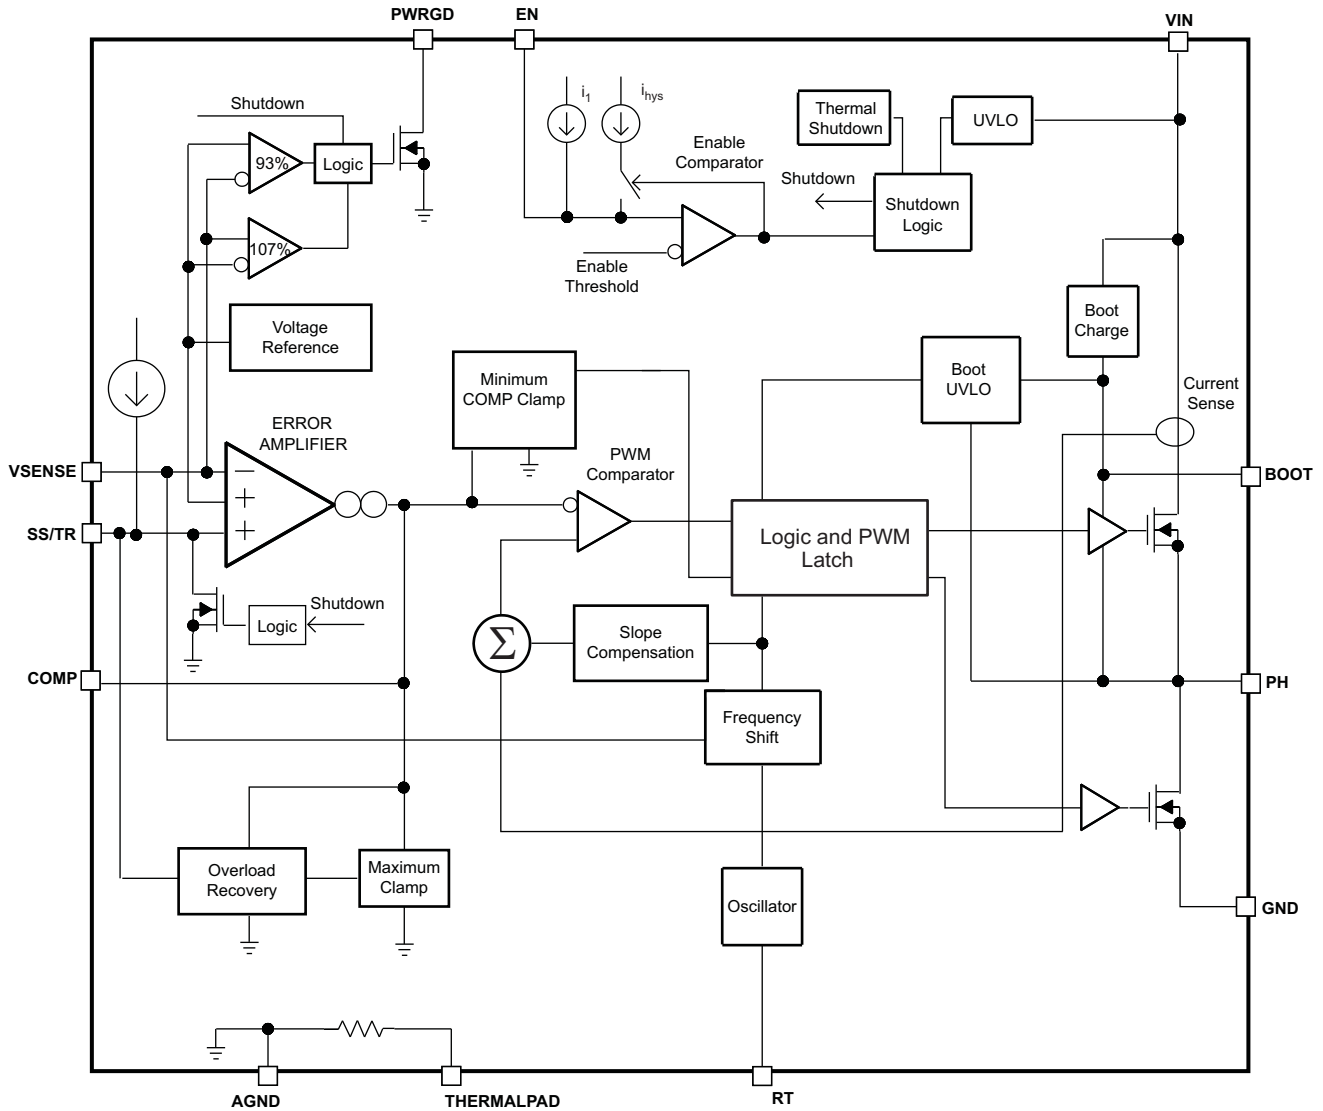 PWRGD
EN
VIN
Shutdown
i1
ihys
Thermal
Shutdown
UVLO
93%
Logic
Enable
Comparator
Shutdown
Shutdown
Logic
107%
Enable
Threshold
Voltage
Reference
Boot
Charge
Minimum
COMP Clamp
Boot
UVLO
Current
Sense
ERROR
AMPLIFIER
PWM
Comparator
VSENSE
BOOT
−
+
+
SS/TR
Logic and PWM
Latch
Shutdown
Logic
Σ
Slope
Compensation
COMP
PH
Frequency
Shift
Overload
Recovery
Maximum
Clamp
Oscillator
GND
AGND
THERMALPAD
RT